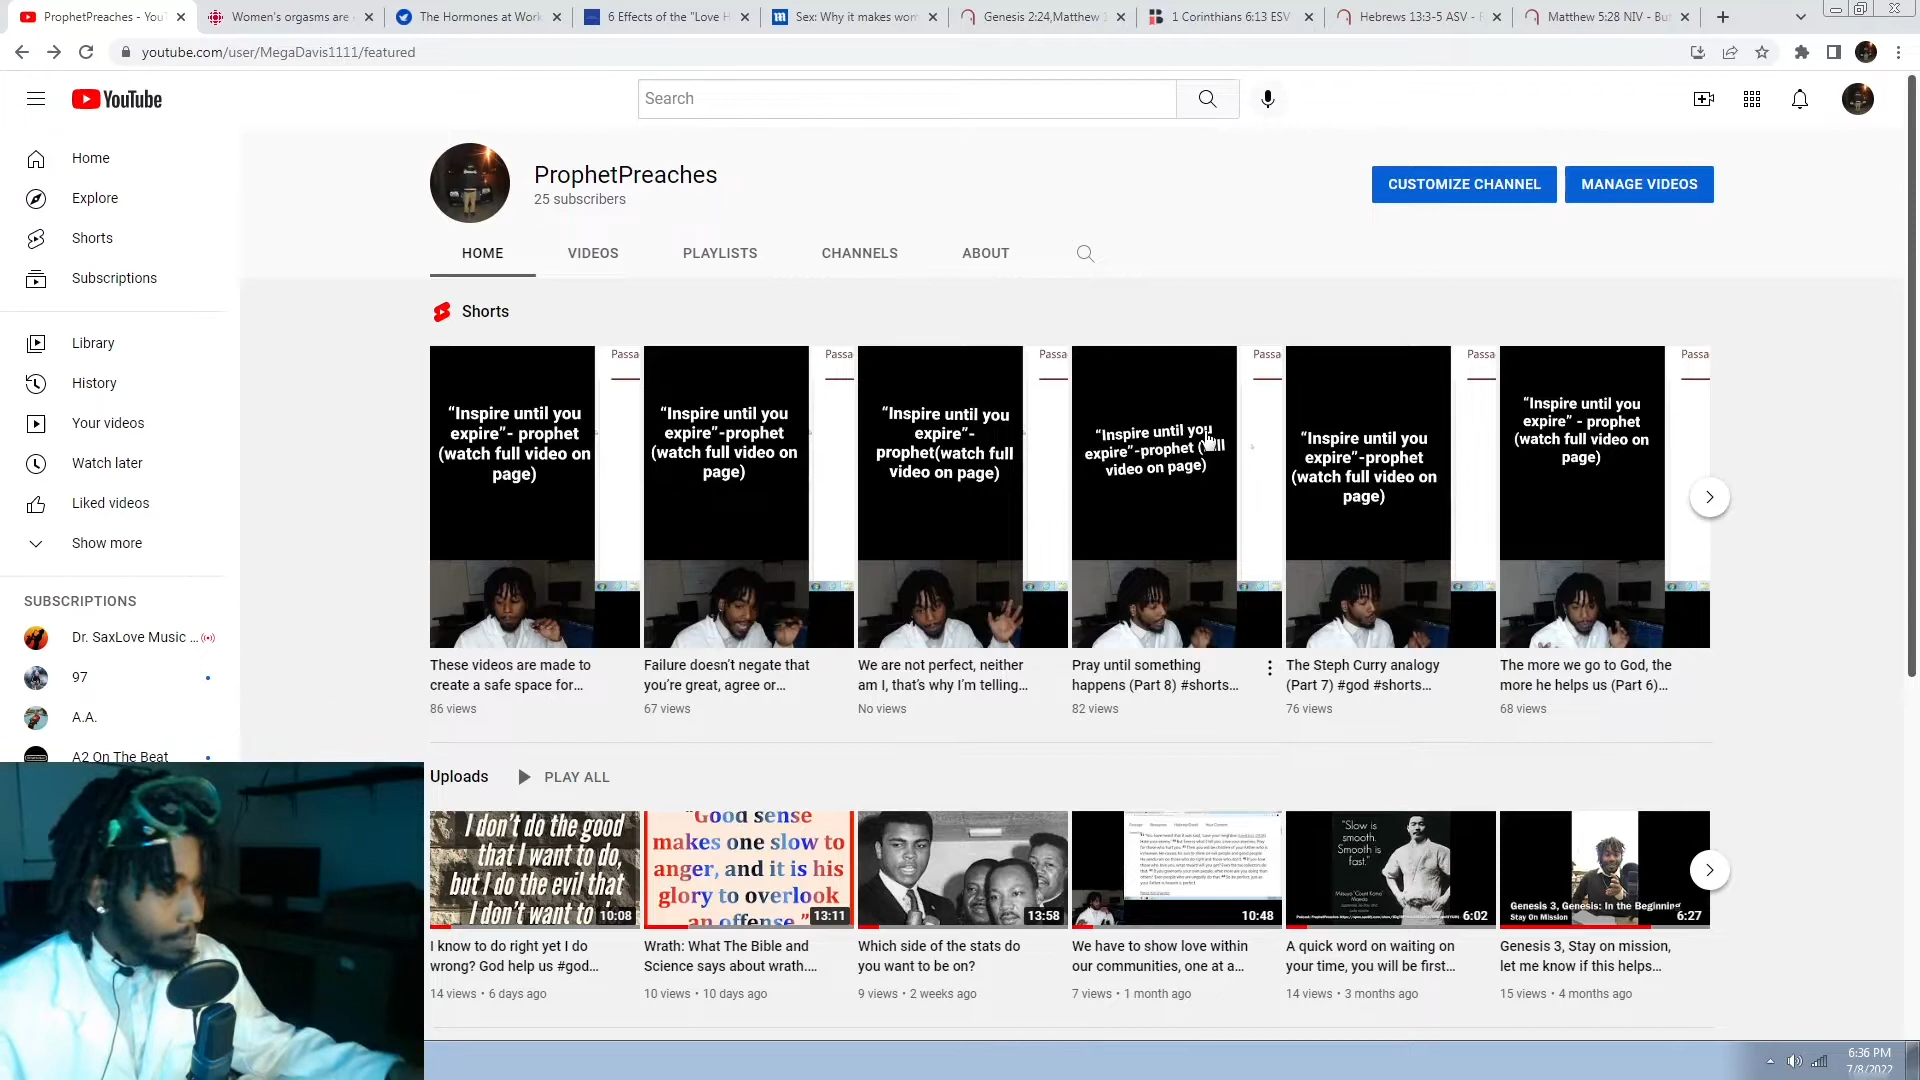 ProphetPreaches - YouT
Women's orgasms are
The Hormones at Work
6 Effects of the "Love H
Sex: Why it makes wom
Genesis 2:24,Matthew
1 Corinthians 6:13 ESV
Hebrews 13:3-5 ASV -
Matthew 5:28 NIV - But
youtube.com/user/MegaDavis1111/featured
YouTube
Search
Home
Explore
Shorts
Subscriptions
Library
History
Your videos
Watch later
Liked videos
Show more
SUBSCRIPTIONS
Dr. SaxLove Music ...
97
A.A.
A2 On The Beat
ProphetPreaches
25 subscribers
CUSTOMIZE CHANNEL
MANAGE VIDEOS
HOME
VIDEOS
PLAYLISTS
CHANNELS
ABOUT
Shorts
“Inspire until you
expire”- prophet
(watch full video on
page)
Passa
These videos are made to
create a safe space for...
86 views
“Inspire until you
expire”-prophet
(watch full video on
page)
Passa
Failure doesn’t negate that
you’re great, agree or...
67 views
“Inspire until you
expire”-
prophet(watch full
video on page)
Passa
We are not perfect, neither
am I, that’s why I’m telling...
No views
“Inspire until you
expire”-prophet
video on page)
Passa
Pray until something
happens (Part 8) #shorts...
82 views
“Inspire until you
expire”-prophet
(watch full video on
page)
Passa
The Steph Curry analogy
(Part 7) #god #shorts...
76 views
“Inspire until you
expire” - prophet
(watch full video on
page)
Passa
The more we go to God, the
more he helps us (Part 6)...
68 views
Uploads
PLAY ALL
I don't do the good
that I want to do,
but I do the evil that
I don't want to
10:08
I know to do right yet I do
wrong? God help us #god...
14 views • 6 days ago
"Good sense
makes one slow to
anger, and it is his
glory to overlook
an offense."
13:11
Wrath: What The Bible and
Science says about wrath....
10 views • 10 days ago
13:58
Which side of the stats do
you want to be on?
9 views • 2 weeks ago
10:48
We have to show love within
our communities, one at a...
7 views • 1 month ago
"Slow is
smooth.
Smooth is
fast."
6:02
A quick word on waiting on
your time, you will be first...
14 views • 3 months ago
Genesis 3, Genesis: In the Beginning
Stay On Mission
6:27
Genesis 3, Stay on mission,
let me know if this helps...
15 views • 4 months ago
6:36 PM
7/8/2022